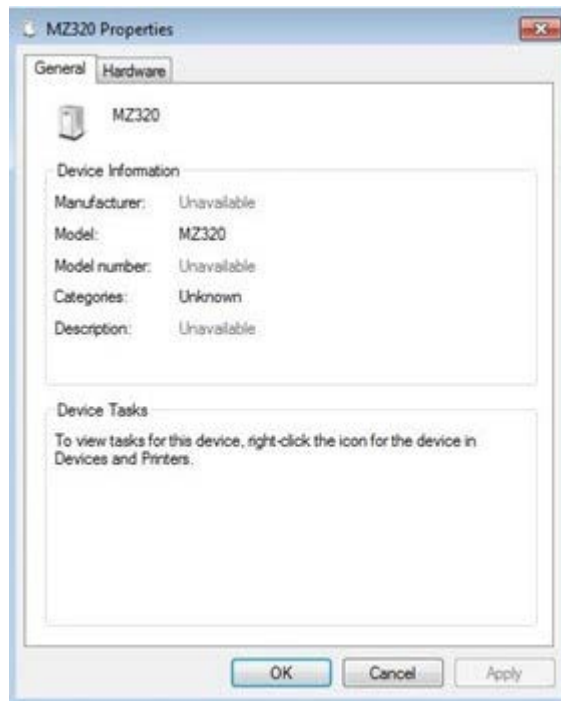 MZ320 Properties
General Hardware
MZ320
Device Information
Manufacturer: Unavailable
Model: MZ320
Model number: Unavailable
Categories: Unknown
Description: Unavailable
Device Tasks
To view tasks for this device, right-click the icon for the device in
Devices and Printers.
OK Cancel Apply